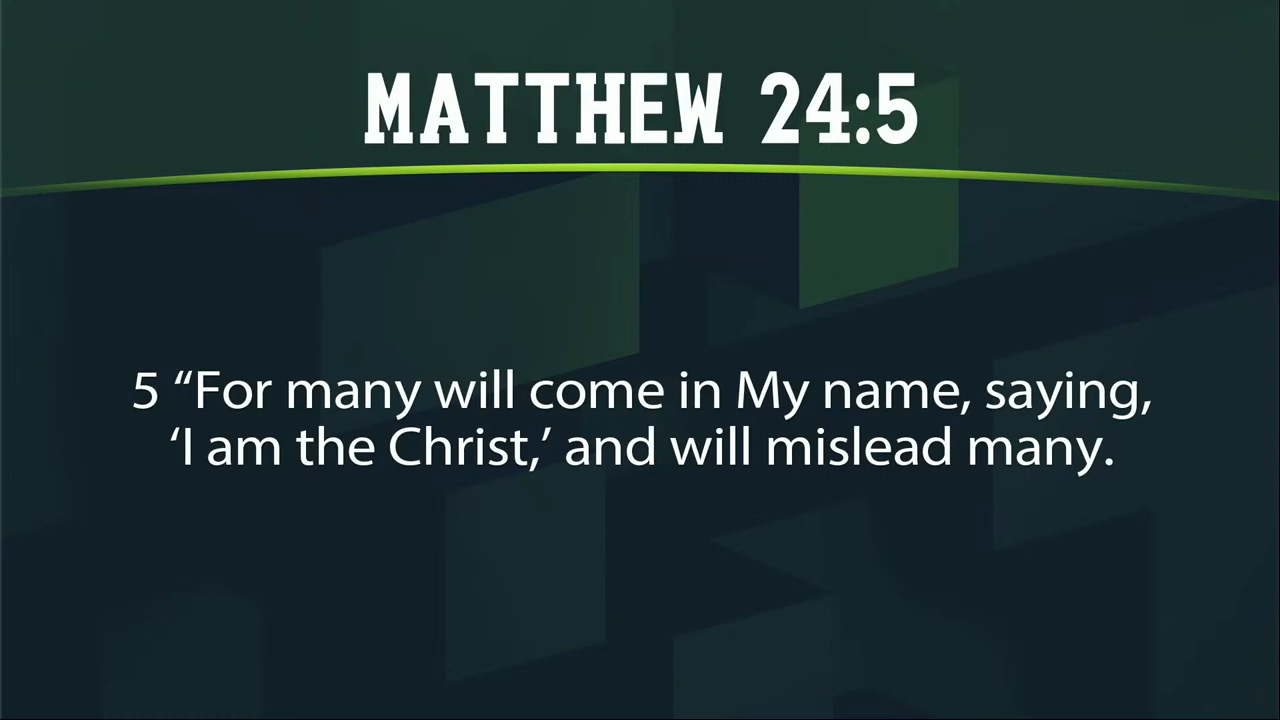 MATTHEW 24:5
5 “For many will come in My name, saying,
‘I am the Christ,’ and will mislead many.